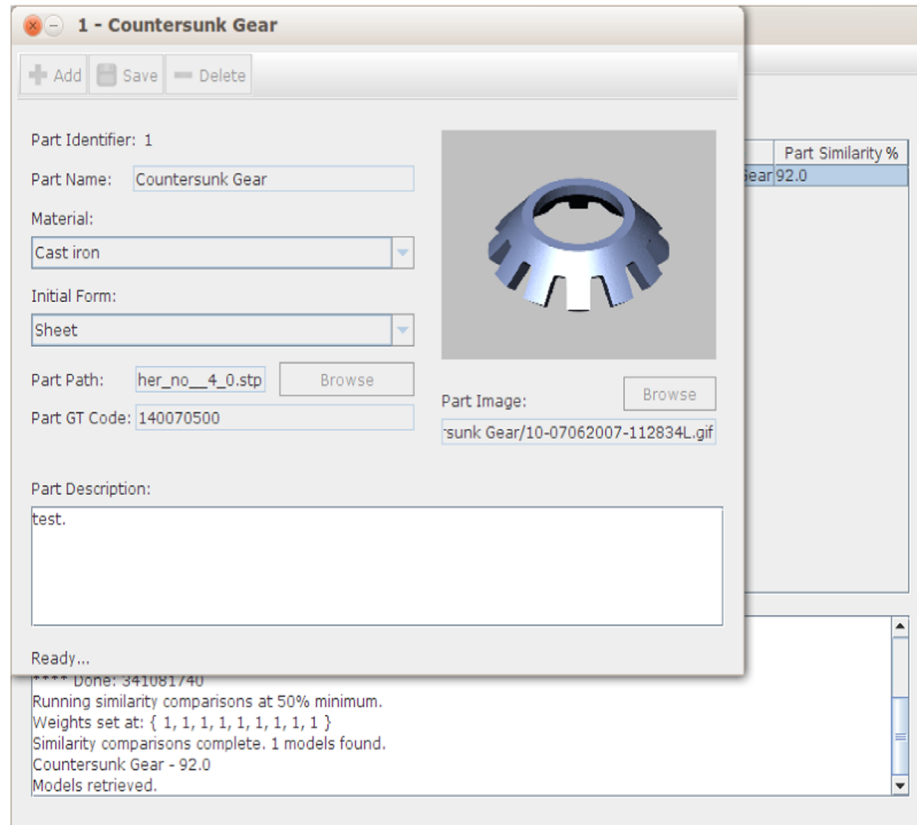 1 - Countersunk Gear
Add Save Delete
Part Identifier: 1
Part Name: Countersunk Gear
Material:
Cast iron
Initial Form:
Sheet
Part Path: her_no__4_0.stp Browse
Part GT Code: 140070500
Part Image: Browse
rsunk Gear/10-07062007-112834L.gif
Part Description:
test.
Ready...
Part Similarity %
Gear 92.0
**** Done: 341081740
Running similarity comparisons at 50% minimum.
Weights set at: { 1, 1, 1, 1, 1, 1, 1, 1, 1 }
Similarity comparisons complete. 1 models found.
Countersunk Gear - 92.0
Models retrieved.